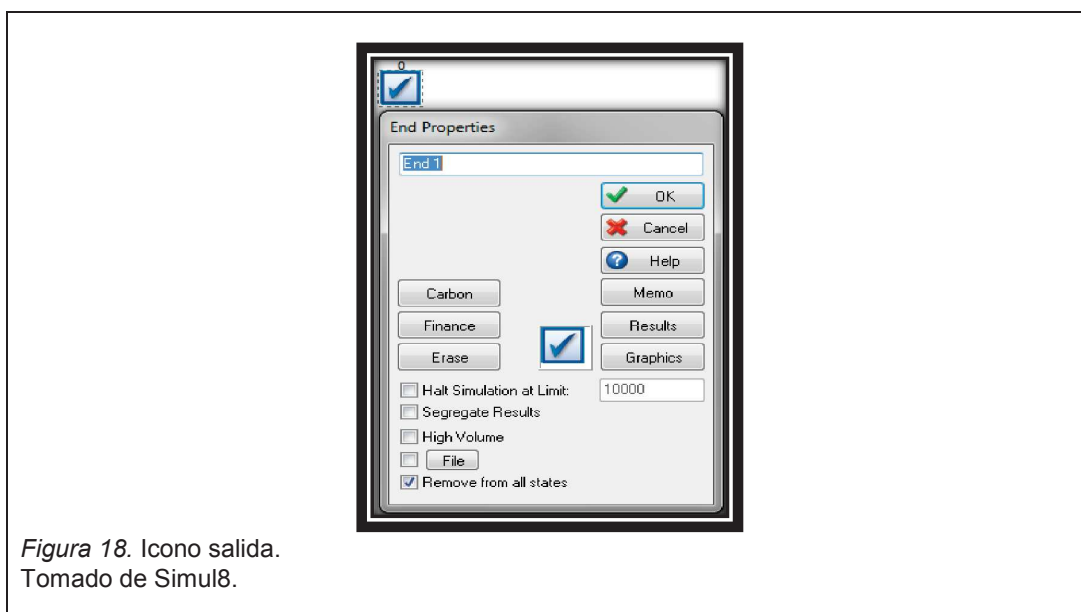 0
End Properties
End 1
OK
Cancel
Help
Carbon
Memo
Finance
Results
Erase
Graphics
Halt Simulation at Limit:
10000
Segregate Results
High Volume
File
Remove from all states
Figura 18. Icono salida.
Tomado de Simul8.